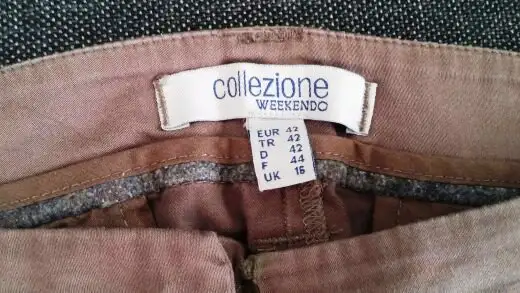 collezione
WEEKENDO
EUR 42
TR 42
D 42
F 44
UK 16